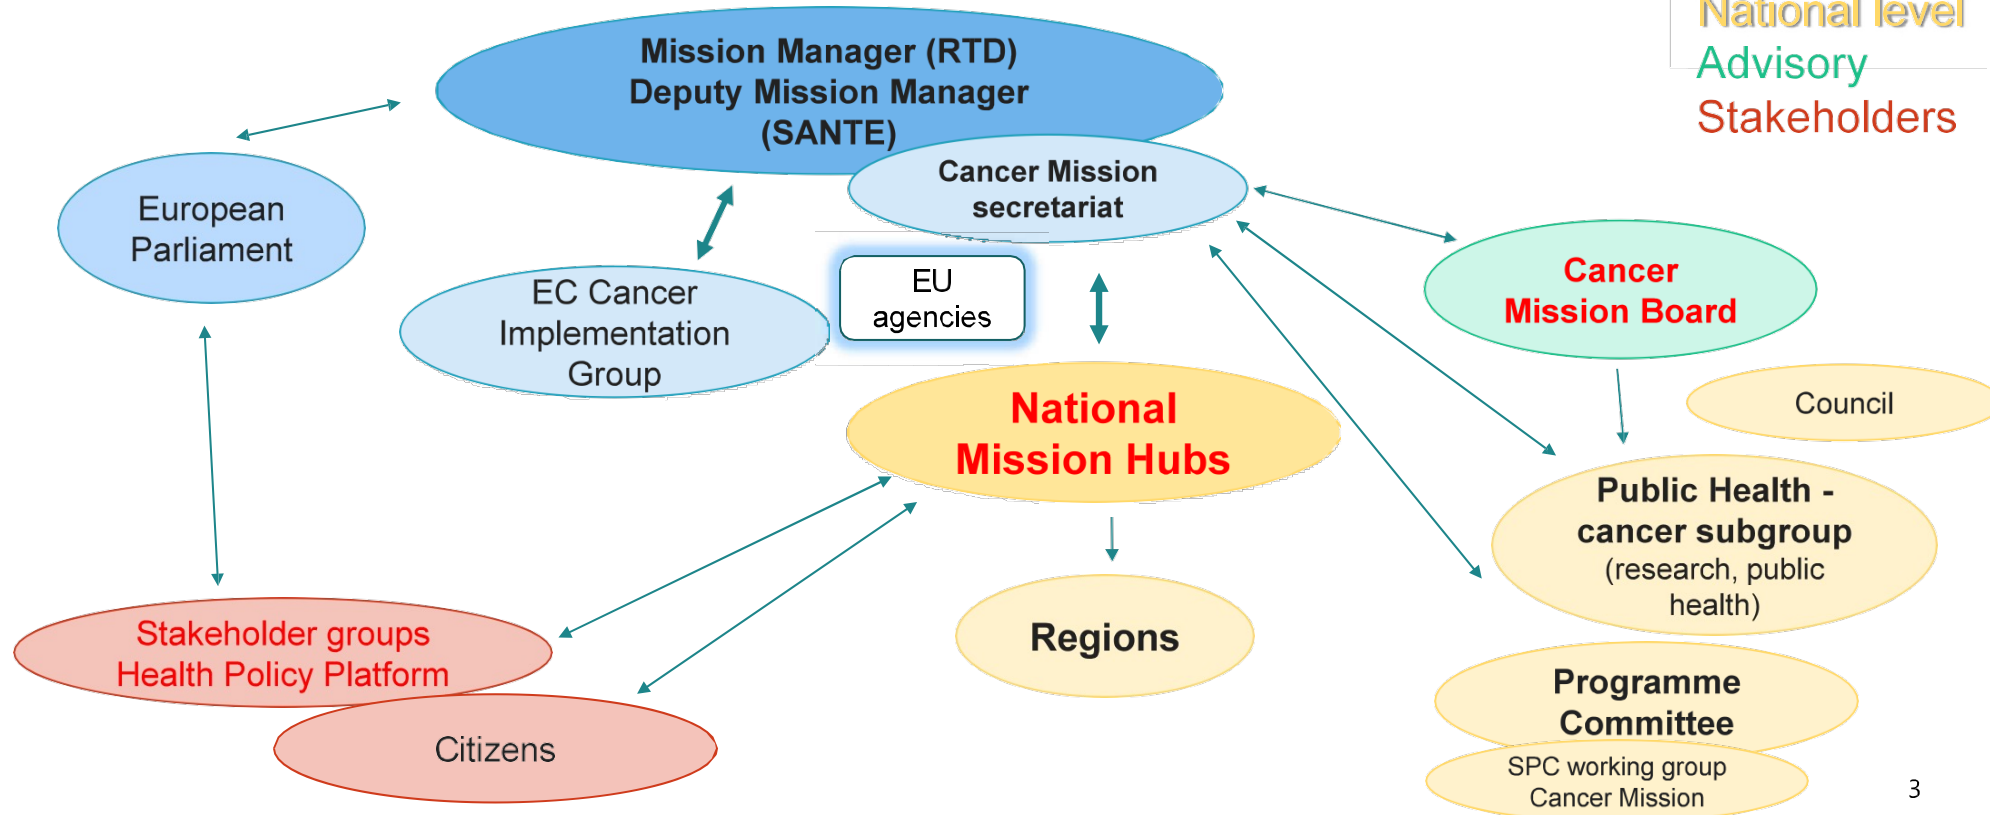 National level
Advisory
Stakeholders
Mission Manager (RTD)
Deputy Mission Manager
(SANTE)
Cancer Mission
secretariat
European
Parliament
EC Cancer
Implementation
Group
EU
agencies
Cancer
Mission Board
Council
National
Mission Hubs
Public Health -
cancer subgroup
(research, public
health)
Regions
Stakeholder groups
Health Policy Platform
Citizens
Programme
Committee
SPC working group
Cancer Mission
3